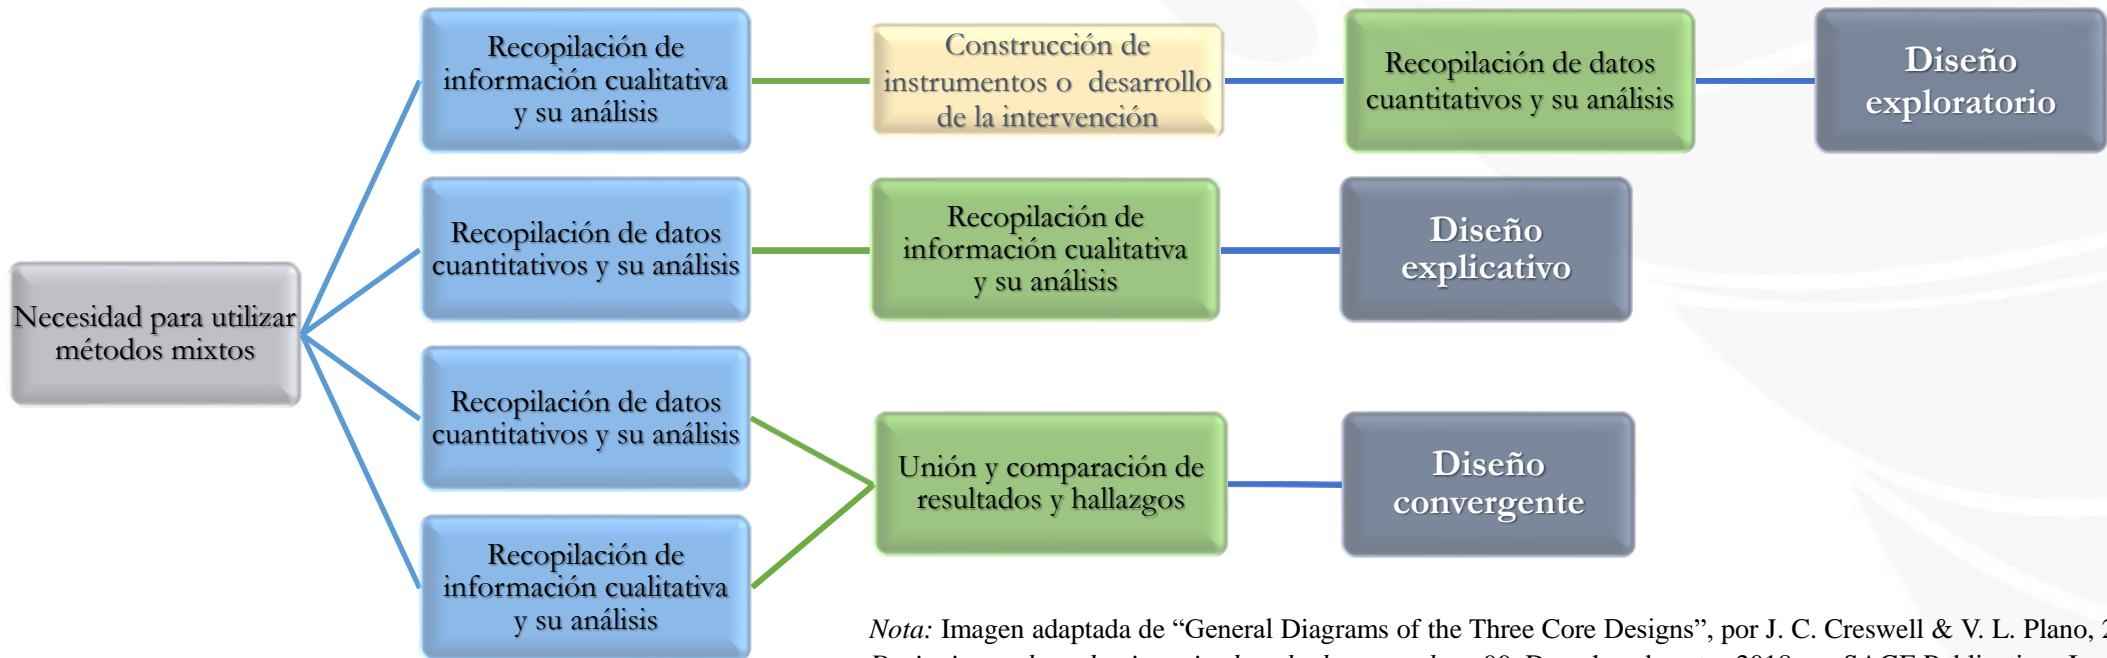 Recopilación de
información cualitativa
y su análisis
Construcción de
instrumentos o desarrollo
de la intervención
Recopilación de datos
cuantitativos y su análisis
Diseño
exploratorio
Recopilación de datos
cuantitativos y su análisis
Recopilación de
información cualitativa
y su análisis
Diseño
explicativo
Necesidad para utilizar
métodos mixtos
Recopilación de datos
cuantitativos y su análisis
Recopilación de
información cualitativa
y su análisis
Unión y comparación de
resultados y hallazgos
Diseño
convergente
Nota: Imagen adaptada de “General Diagrams of the Three Core Designs”, por J. C. Creswell & V. L. Plano, 2